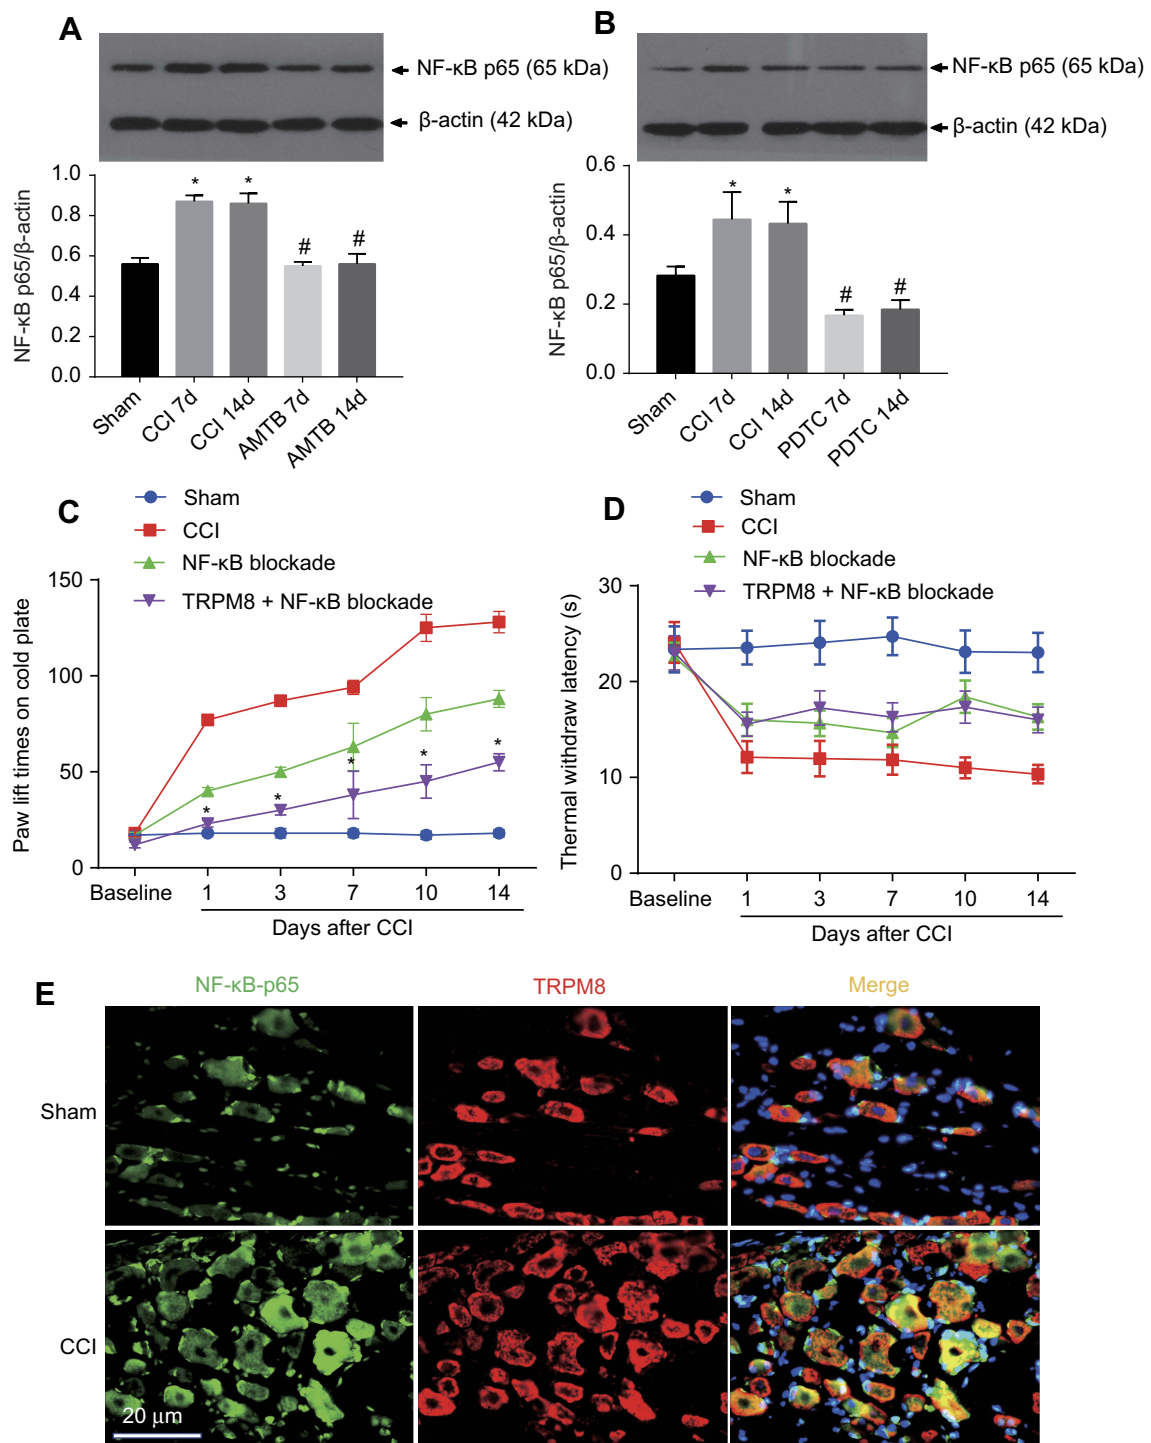 A
NF-κB p65 (65 kDa)
β-actin (42 kDa)
NF-κB p65/β-actin
1.0
0.8
0.6
0.4
0.2
0.0
* * # #
Sham
CCI 7d
CCI 14d
AMTB 7d
AMTB 14d
B
NF-κB p65 (65 kDa)
β-actin (42 kDa)
NF-κB p65/β-actin
0.6
0.4
0.2
0.0
* * # #
Sham
CCI 7d
CCI 14d
PDTC 7d
PDTC 14d
C
Sham
CCI
NF-κB blockade
TRPM8 + NF-κB blockade
Paw lift times on cold plate
150
100
50
0
* * * * *
Baseline 1 3 7 10 14
Days after CCI
D
Sham
CCI
NF-κB blockade
TRPM8 + NF-κB blockade
Thermal withdraw latency (s)
30
20
10
0
Baseline 1 3 7 10 14
Days after CCI
E
NF-κB-p65 TRPM8 Merge
Sham
CCI
20 μm